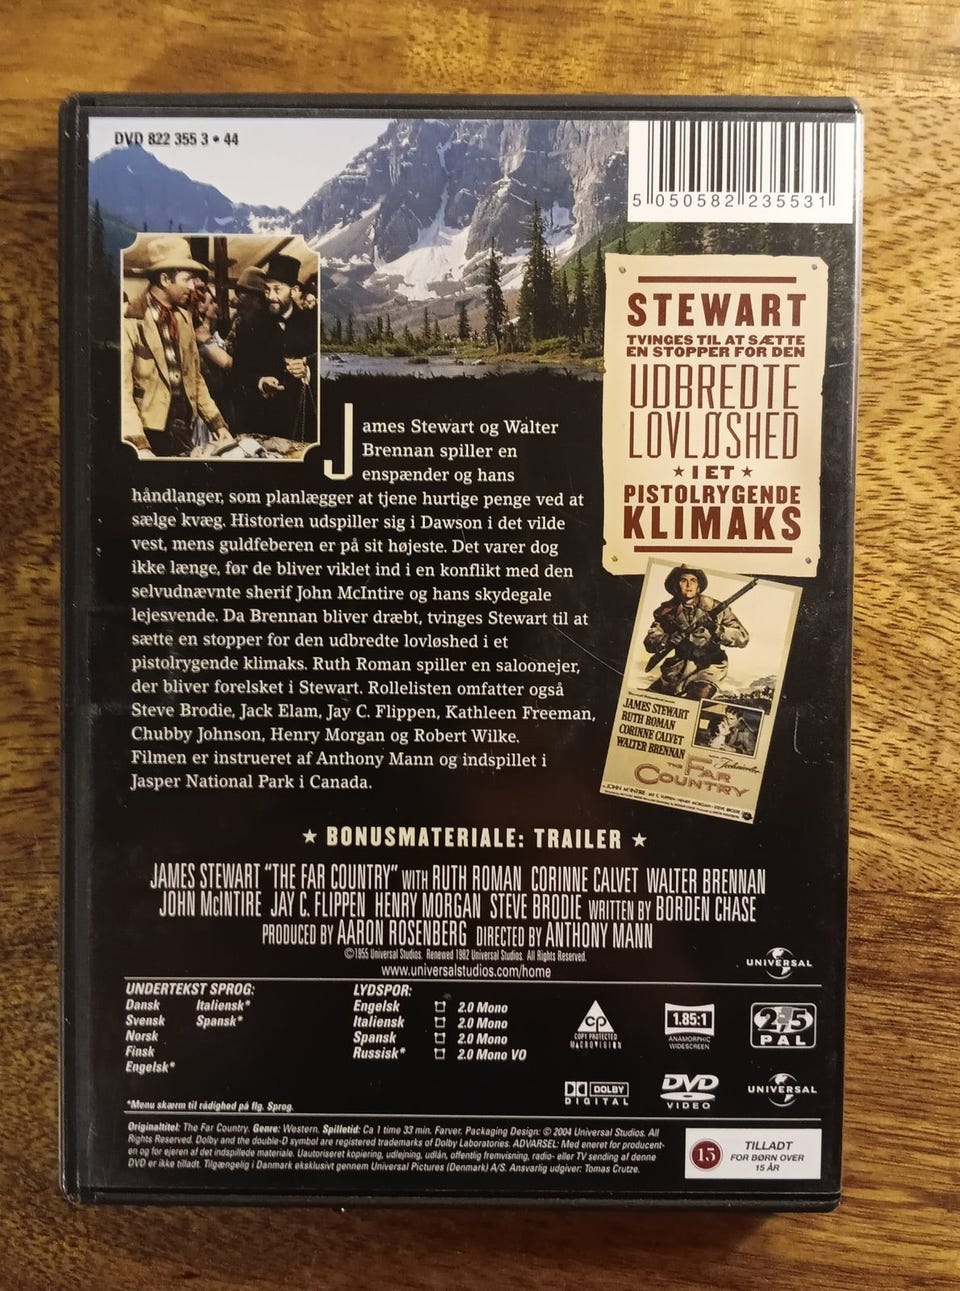 DVD 822 355 3 • 44
5 050582 235531
STEWART
TVINGES TIL AT SÆTTE
EN STOPPER FOR DEN
UDBREDTE
LOVLØSHED
★ I ET ★
PISTOLRYGENDE
KLIMAKS
James Stewart og Walter
Brennan spiller en
enspænder og hans
håndlanger, som planlægger at tjene hurtige penge ved at
sælge kvæg. Historien udspiller sig i Dawson i det vilde
vest, mens guldfeberen er på sit højeste. Det varer dog
ikke længe, før de bliver viklet ind i en konflikt med den
selvudnævnte sherif John McIntire og hans skydegale
lejesvende. Da Brennan bliver dræbt, tvinges Stewart til at
sætte en stopper for den udbredte lovløshed i et
pistolrygende klimaks. Ruth Roman spiller en saloonejer,
der bliver forelsket i Stewart. Rollelisten omfatter også
Steve Brodie, Jack Elam, Jay C. Flippen, Kathleen Freeman,
Chubby Johnson, Henry Morgan og Robert Wilke.
Filmen er instrueret af Anthony Mann og indspillet i
Jasper National Park i Canada.
JAMES STEWART
RUTH ROMAN
CORINNE CALVET
WALTER BRENNAN
THE FAR
COUNTRY
Technicolor
★ BONUSMATERIALE: TRAILER ★
JAMES STEWART "THE FAR COUNTRY" WITH RUTH ROMAN CORINNE CALVET WALTER BRENNAN
JOHN McINTIRE JAY C. FLIPPEN HENRY MORGAN STEVE BRODIE WRITTEN BY BORDEN CHASE
PRODUCED BY AARON ROSENBERG DIRECTED BY ANTHONY MANN
©1955 Universal Studios. Renewed 1982 Universal Studios. All Rights Reserved.
www.universalstudios.com/home
UNIVERSAL
UNDERTEKST SPROG:
Dansk Italiensk*
Svensk Spansk*
Norsk
Finsk
Engelsk*
LYDSPOR:
Engelsk 2.0 Mono
Italiensk 2.0 Mono
Spansk 2.0 Mono
Russisk* 2.0 Mono VO
cp
COPY PROTECTED
MACROVISION
1.85:1
ANAMORPHIC
WIDESCREEN
2,5
PAL
DOLBY
DIGITAL
DVD
VIDEO
UNIVERSAL
*Menu skærm til rådighed på flg. Sprog.
Originaltitel: The Far Country. Genre: Western. Spilletid: Ca 1 time 33 min. Farver. Packaging Design: © 2004 Universal Studios. All
Rights Reserved. Dolby and the double-D symbol are registered trademarks of Dolby Laboratories. ADVARSEL: Med eneret for producent-
en og for ejeren af det indspillede materiale. Uautoriseret kopiering, udlejning, udlån, offentlig fremvisning, radio- eller TV sending af denne
DVD er ikke tilladt. Tilgængelig i Danmark eksklusivt gennem Universal Pictures (Denmark) A/S. Ansvarlig udgiver: Tomas Crutze.
15
TILLADT
FOR BØRN OVER
15 ÅR